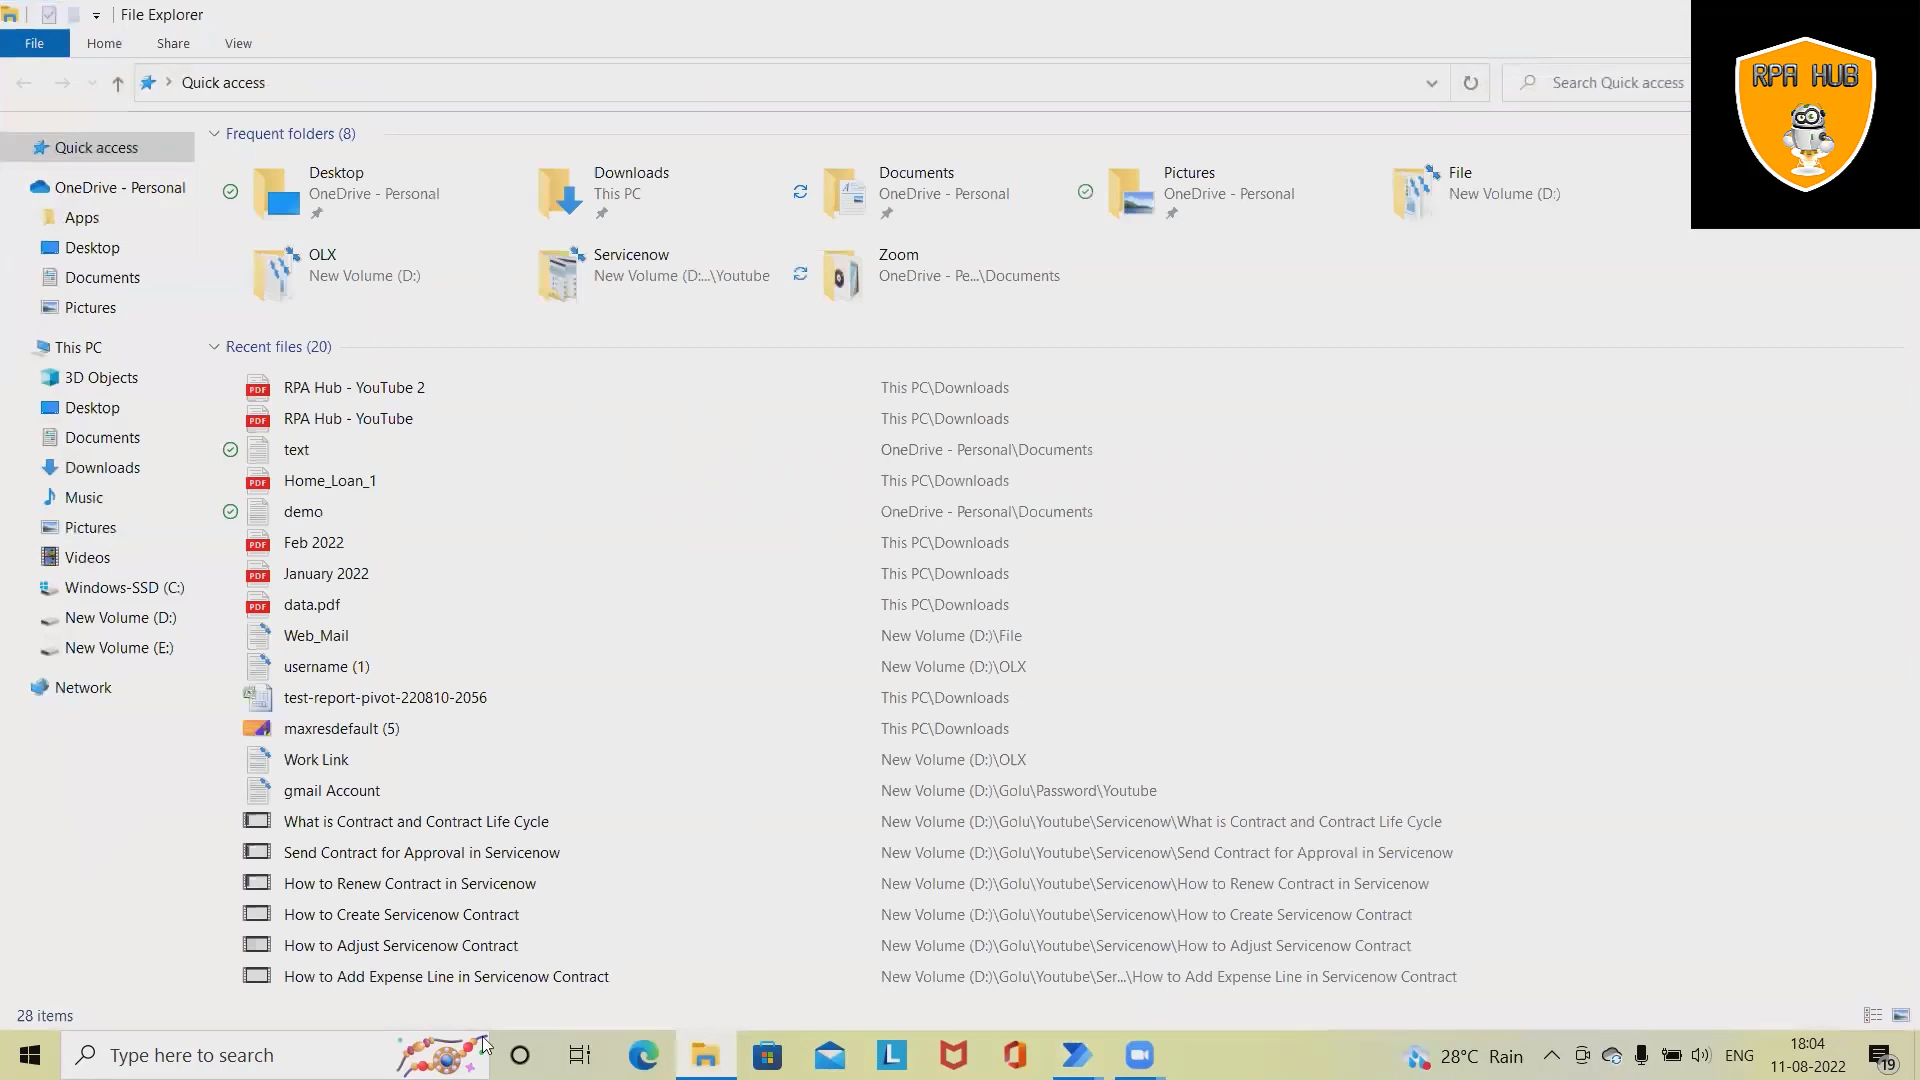 File Explorer
File Home Share View
Quick access
Search Quick access
RPA HUB
Quick access
OneDrive - Personal
Apps
Desktop
Documents
Pictures
This PC
3D Objects
Desktop
Documents
Downloads
Music
Pictures
Videos
Windows-SSD (C:)
New Volume (D:)
New Volume (E:)
Network
Frequent folders (8)
Desktop
OneDrive - Personal
Downloads
This PC
Documents
OneDrive - Personal
Pictures
OneDrive - Personal
File
New Volume (D:)
OLX
New Volume (D:)
Servicenow
New Volume (D:...\Youtube
Zoom
OneDrive - Pe...\Documents
Recent files (20)
PDF RPA Hub - YouTube 2 This PC\Downloads
PDF RPA Hub - YouTube This PC\Downloads
text OneDrive - Personal\Documents
PDF Home_Loan_1 This PC\Downloads
demo OneDrive - Personal\Documents
PDF Feb 2022 This PC\Downloads
PDF January 2022 This PC\Downloads
PDF data.pdf This PC\Downloads
Web_Mail New Volume (D:)\File
username (1) New Volume (D:)\OLX
test-report-pivot-220810-2056 This PC\Downloads
maxresdefault (5) This PC\Downloads
Work Link New Volume (D:)\OLX
gmail Account New Volume (D:)\Golu\Password\Youtube
What is Contract and Contract Life Cycle New Volume (D:)\Golu\Youtube\Servicenow\What is Contract and Contract Life Cycle
Send Contract for Approval in Servicenow New Volume (D:)\Golu\Youtube\Servicenow\Send Contract for Approval in Servicenow
How to Renew Contract in Servicenow New Volume (D:)\Golu\Youtube\Servicenow\How to Renew Contract in Servicenow
How to Create Servicenow Contract New Volume (D:)\Golu\Youtube\Servicenow\How to Create Servicenow Contract
How to Adjust Servicenow Contract New Volume (D:)\Golu\Youtube\Servicenow\How to Adjust Servicenow Contract
How to Add Expense Line in Servicenow Contract New Volume (D:)\Golu\Youtube\Ser...\How to Add Expense Line in Servicenow Contract
28 items
Type here to search
L
28°C Rain
ENG
18:04
11-08-2022
19